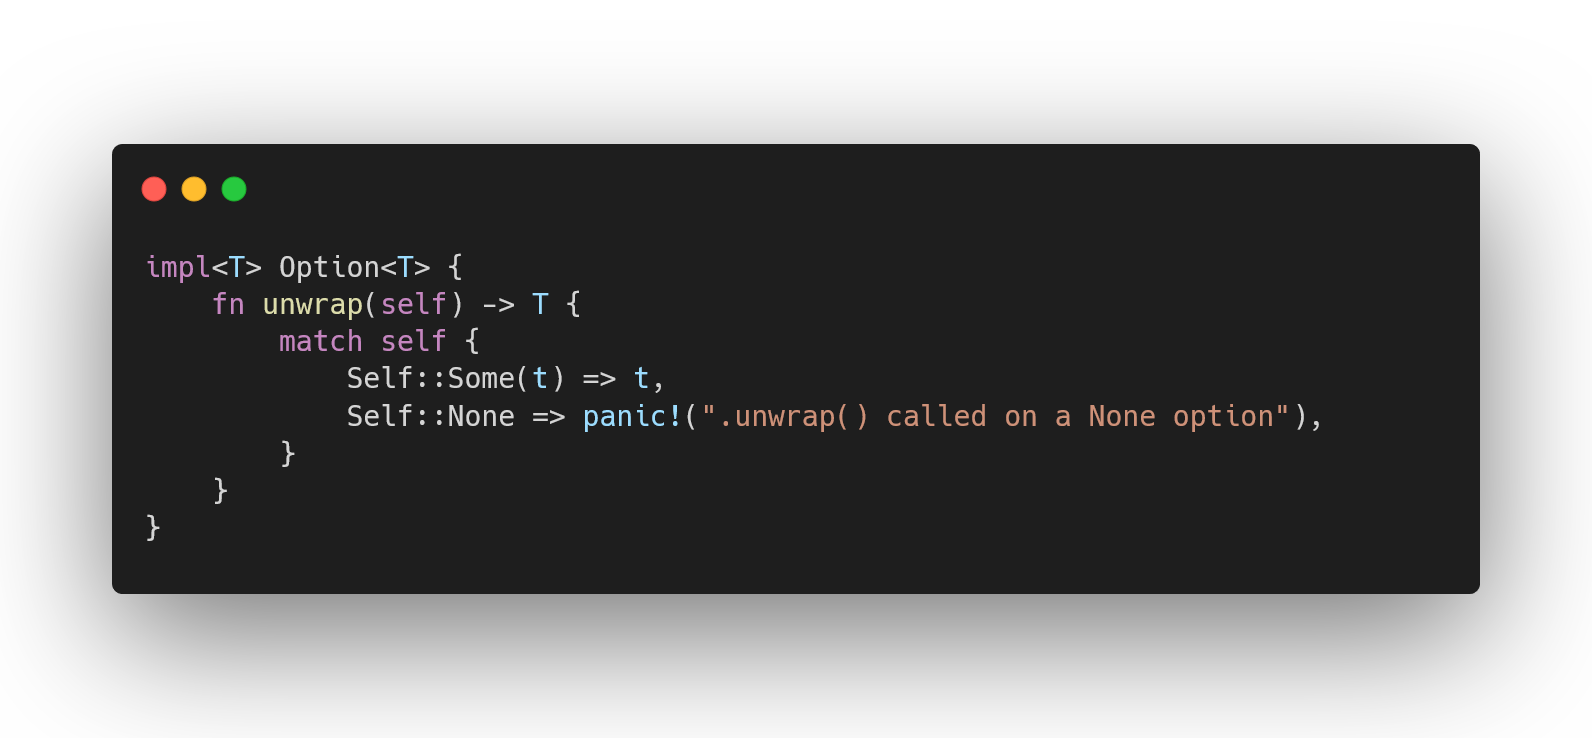 impl<T> Option<T> {
    fn unwrap(self) -> T {
        match self {
            Self::Some(t) => t,
            Self::None => panic!(".unwrap() called on a None option"),
        }
    }
}